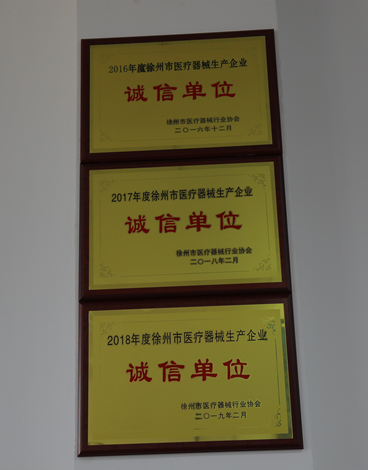 2016年度徐州市医疗器械生产企业
诚信单位
徐州市医疗器械行业协会
二〇一六年十二月
2017年度徐州市医疗器械生产企业
诚信单位
徐州市医疗器械行业协会
二〇一八年二月
2018年度徐州市医疗器械生产企业
诚信单位
徐州市医疗器械行业协会
二〇一九年二月